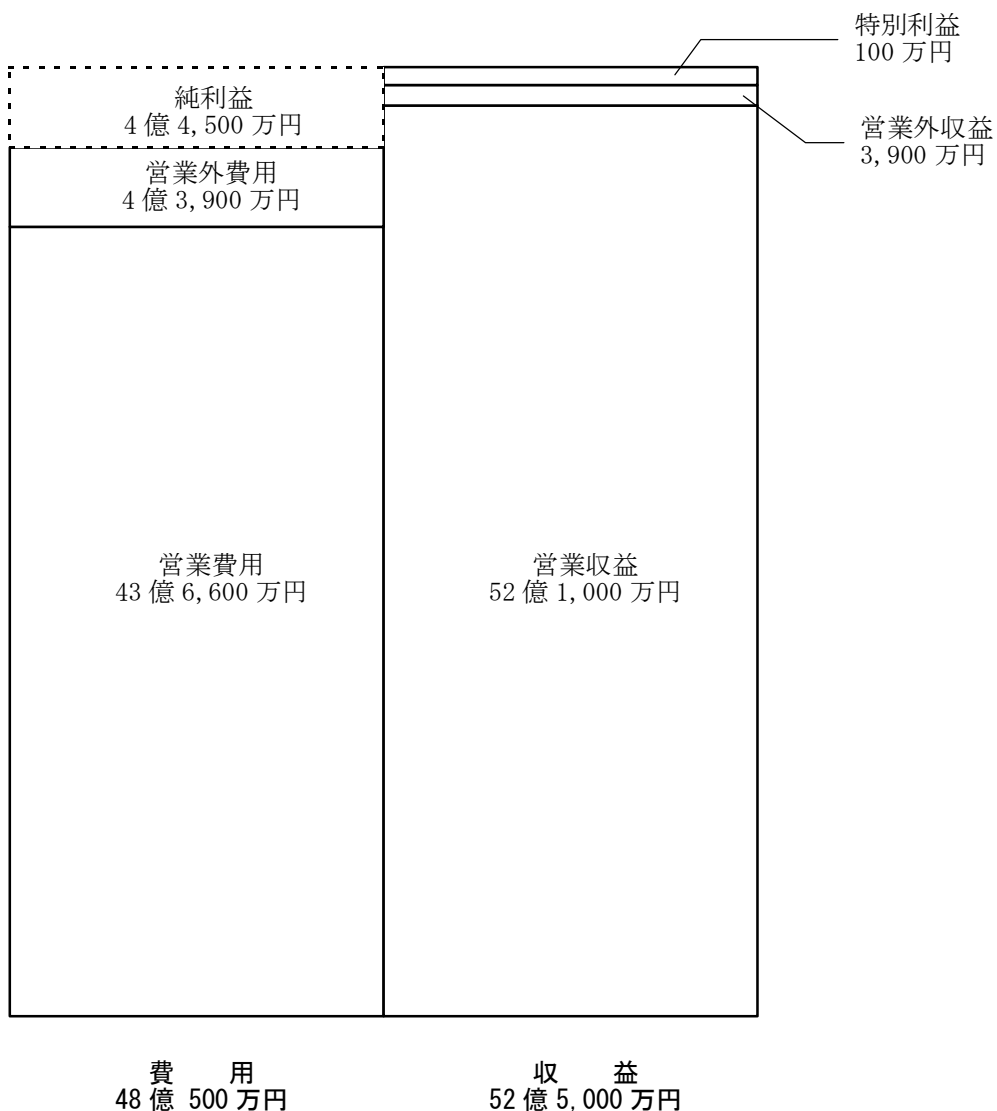 特別利益
100 万円
純利益
4 億 4,500 万円
営業外収益
3,900 万円
営業外費用
4 億 3,900 万円
営業費用
43 億 6,600 万円
営業収益
52 億 1,000 万円
費　用
48 億 500 万円
収　益
52 億 5,000 万円